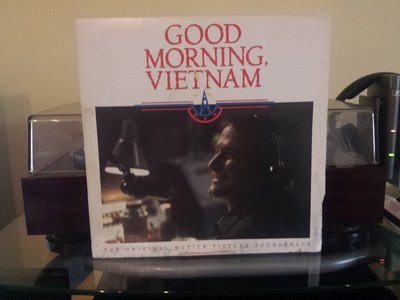 GOOD
MORNING,
VIETNAM
THE ORIGINAL MOTION PICTURE SOUNDTRACK